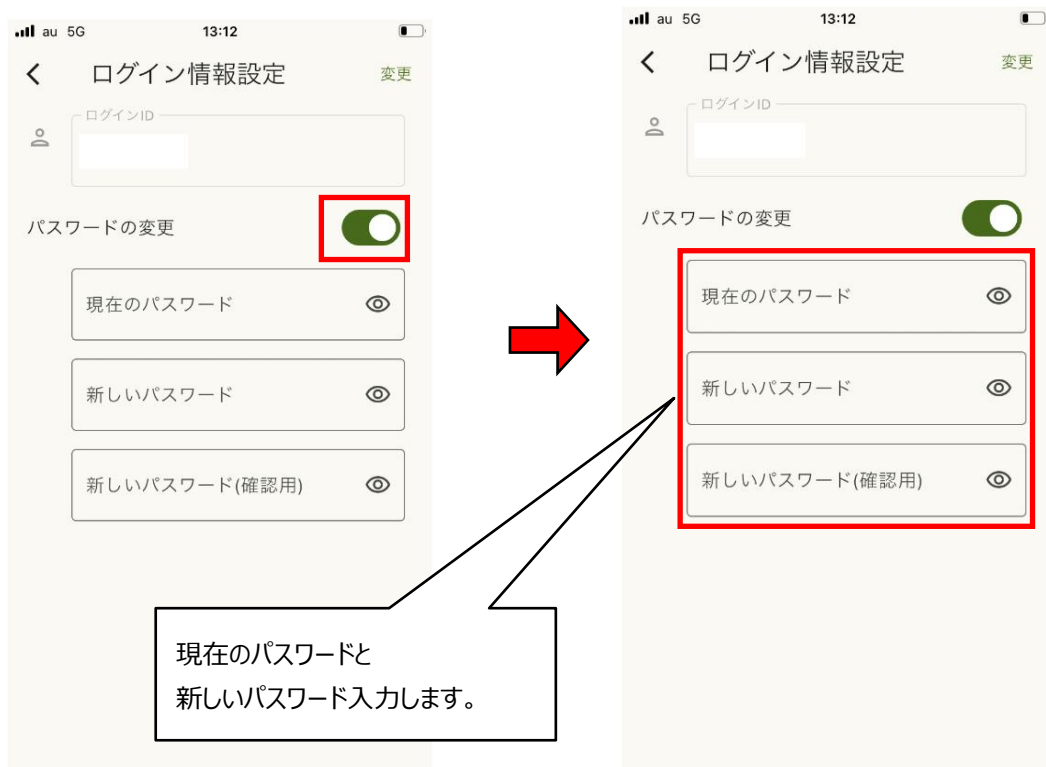 au 5G 13:12
ログイン情報設定 変更
ログインID
パスワードの変更
現在のパスワード
新しいパスワード
新しいパスワード(確認用)
au 5G 13:12
ログイン情報設定 変更
ログインID
パスワードの変更
現在のパスワード
新しいパスワード
新しいパスワード(確認用)
現在のパスワードと
新しいパスワード入力します。